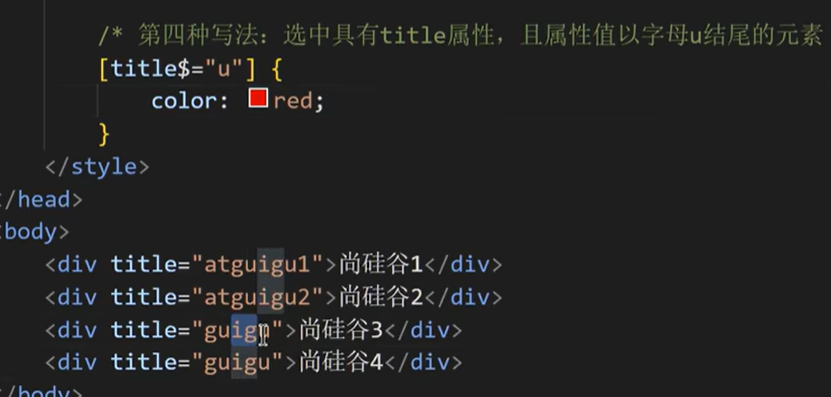 /* 第四种写法：选中具有title属性，且属性值以字母u结尾的元素
[title$="u"] {
color: red;
}
</style>
</head>
<body>
<div title="atguigu1">尚硅谷1</div>
<div title="atguigu2">尚硅谷2</div>
<div title="guigu">尚硅谷3</div>
<div title="guigu">尚硅谷4</div>
</body>